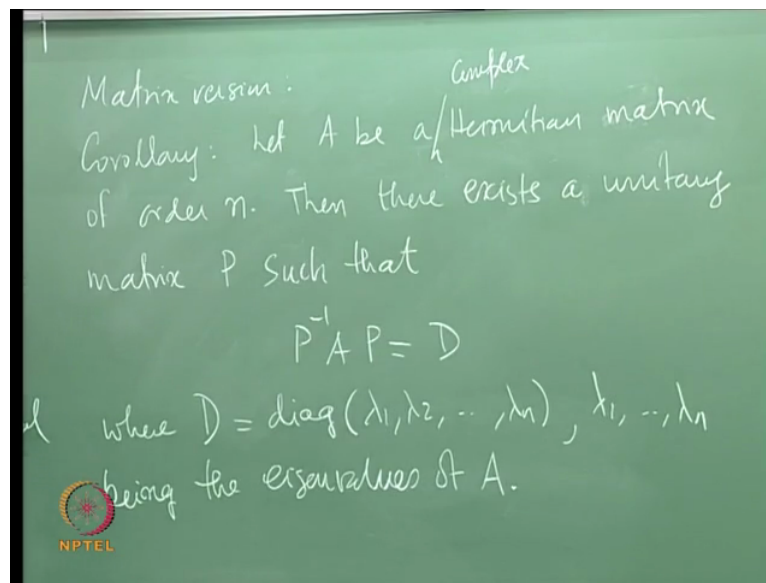 Matrix version:
complex
Corollary: Let A be a Hermitian matrix
of order n. Then there exists a unitary
matrix P such that
P⁻¹AP = D
where D = diag(λ1, λ2, .., λn), λ1, .., λn
being the eigenvalues of A.
NPTEL